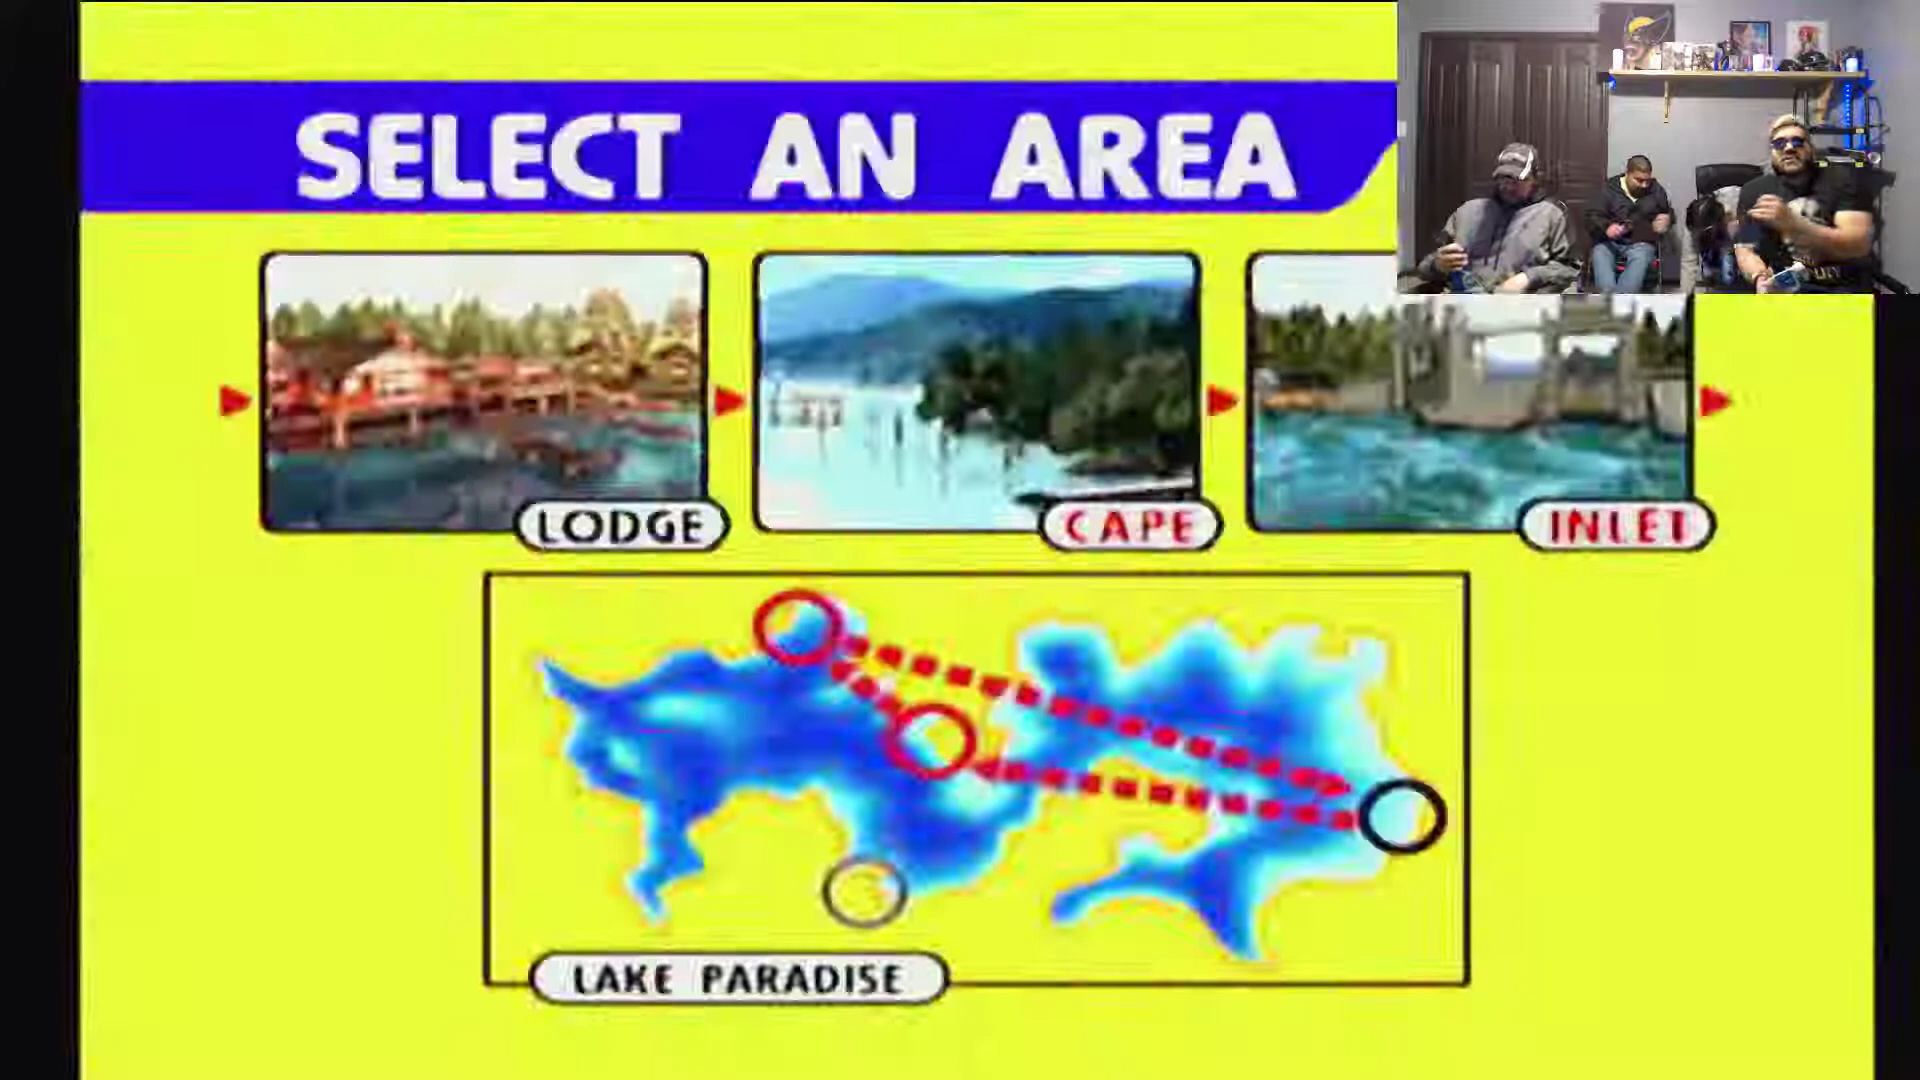 SELECT AN AREA
LODGE
CAPE
INLET
LAKE PARADISE